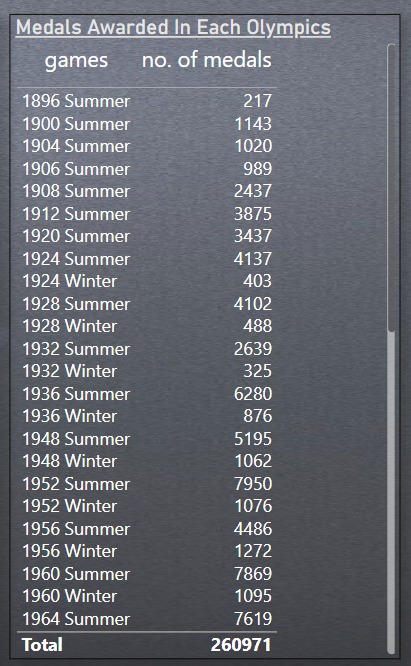 Medals Awarded In Each Olympics
games no. of medals
1896 Summer 217
1900 Summer 1143
1904 Summer 1020
1906 Summer 989
1908 Summer 2437
1912 Summer 3875
1920 Summer 3437
1924 Summer 4137
1924 Winter 403
1928 Summer 4102
1928 Winter 488
1932 Summer 2639
1932 Winter 325
1936 Summer 6280
1936 Winter 876
1948 Summer 5195
1948 Winter 1062
1952 Summer 7950
1952 Winter 1076
1956 Summer 4486
1956 Winter 1272
1960 Summer 7869
1960 Winter 1095
1964 Summer 7619
Total 260971